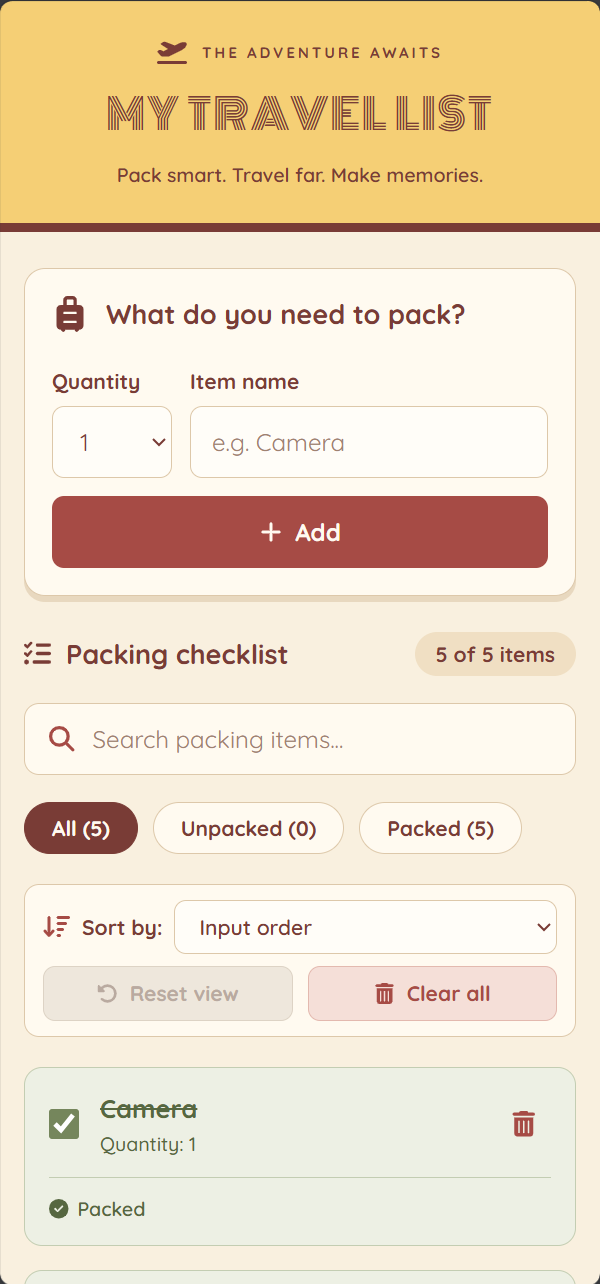 THE ADVENTURE AWAITS
MY TRAVEL LIST
Pack smart. Travel far. Make memories.
What do you need to pack?
Quantity Item name
1 e.g. Camera
Add
Packing checklist 5 of 5 items
Search packing items...
All (5) Unpacked (0) Packed (5)
Sort by: Input order
Reset view Clear all
Camera
Quantity: 1
Packed